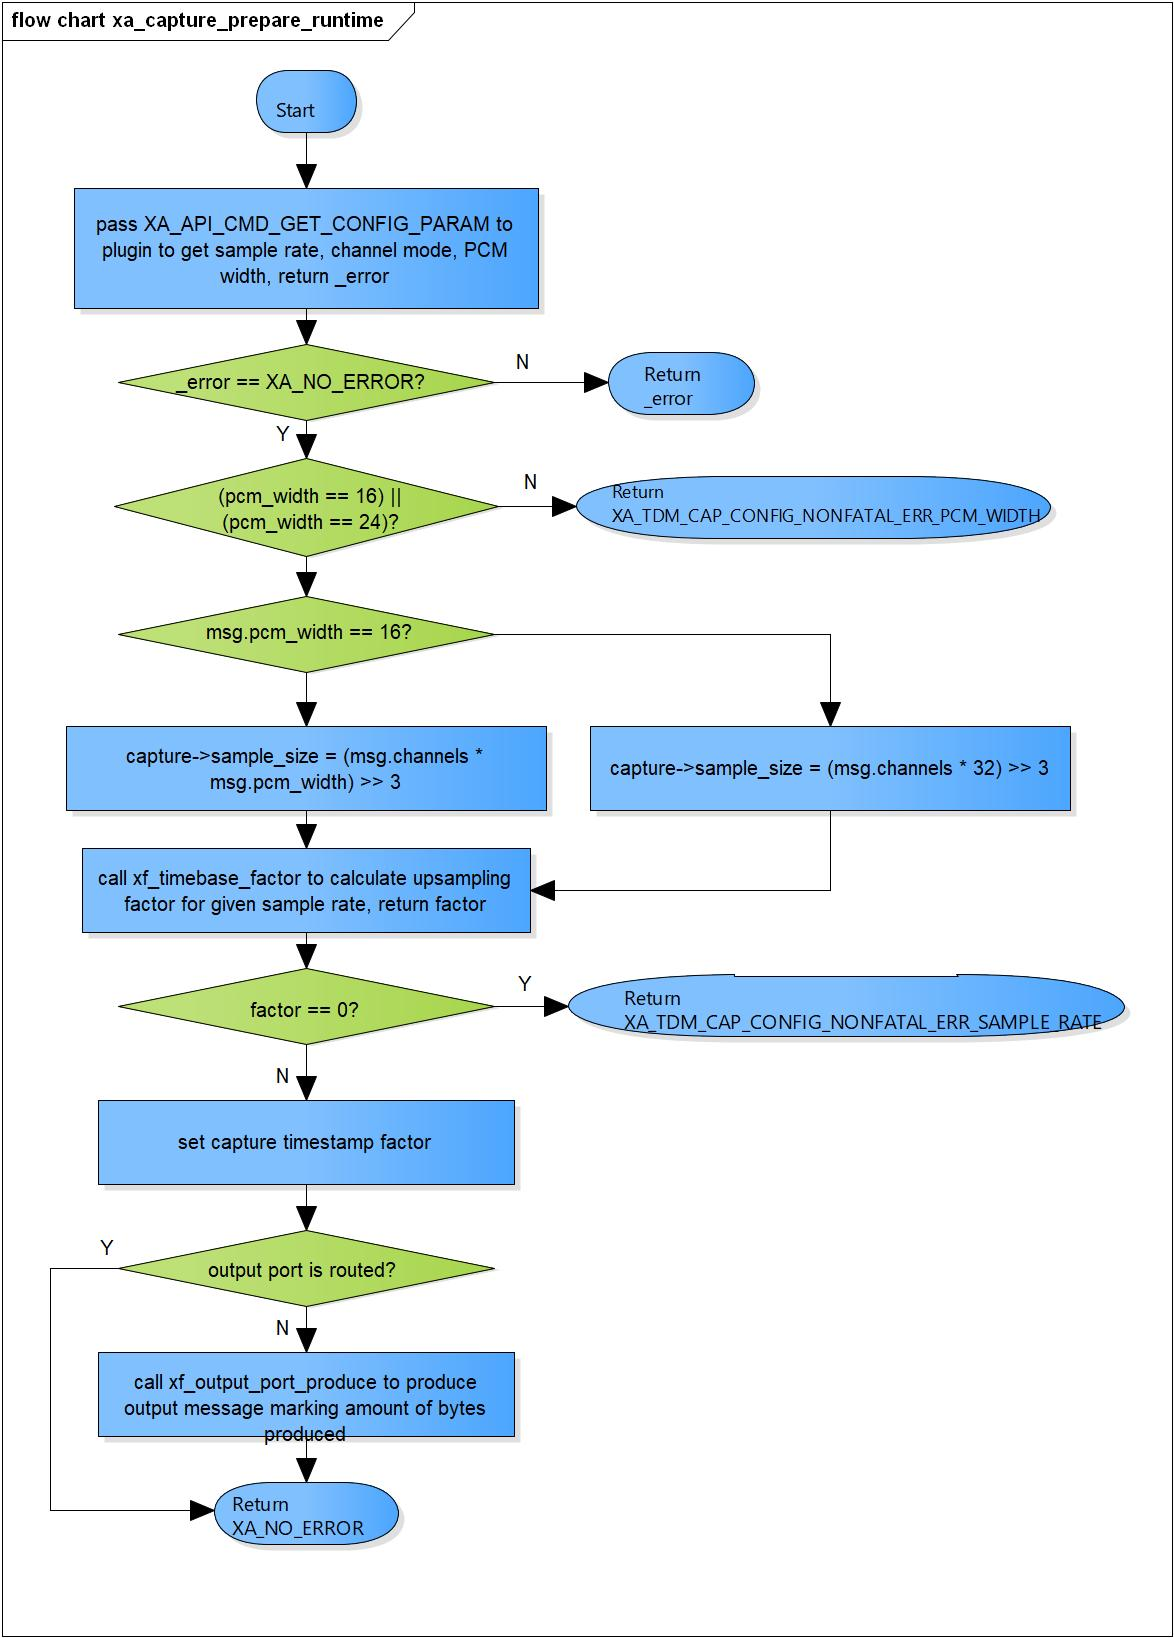 flow chart xa_capture_prepare_runtime
Start
pass XA_API_CMD_GET_CONFIG_PARAM to
plugin to get sample rate, channel mode, PCM
width, return _error
_error == XA_NO_ERROR?
N
Return
_error
Y
(pcm_width == 16) ||
(pcm_width == 24)?
N
Return
XA_TDM_CAP_CONFIG_NONFATAL_ERR_PCM_WIDTH
msg.pcm_width == 16?
capture->sample_size = (msg.channels *
msg.pcm_width) >> 3
capture->sample_size = (msg.channels * 32) >> 3
call xf_timebase_factor to calculate upsampling
factor for given sample rate, return factor
factor == 0?
Y
Return
XA_TDM_CAP_CONFIG_NONFATAL_ERR_SAMPLE_RATE
N
set capture timestamp factor
output port is routed?
Y
N
call xf_output_port_produce to produce
output message marking amount of bytes
produced
Return
XA_NO_ERROR